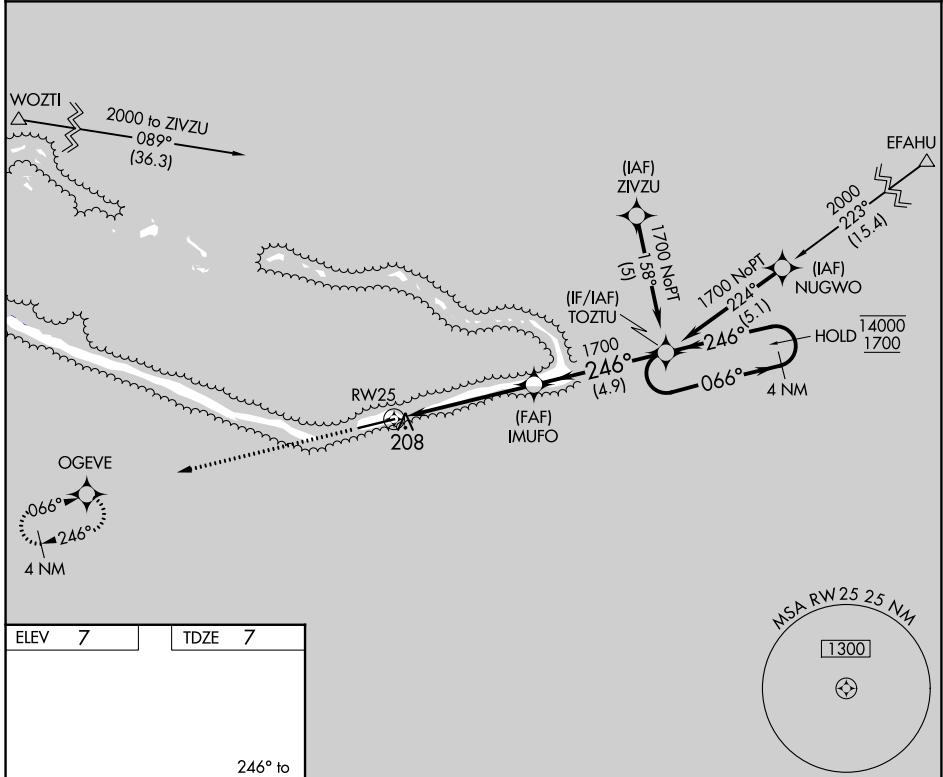 WOZTI
2000 to ZIVZU
089°
(36.3)
EFAHU
2000
223°
(15.4)
(IAF)
ZIVZU
1700 NoPT
158°
(5)
1700 NoPT
224°
(5.1)
(IAF)
NUGWO
(IF/IAF)
TOZTU
246°
066°
HOLD
14000
1700
4 NM
1700
246°
(4.9)
(FAF)
IMUFO
RW25
208
OGEVE
066°
246°
4 NM
ELEV 7
TDZE 7
246° to
MSA RW25 25 NM
1300